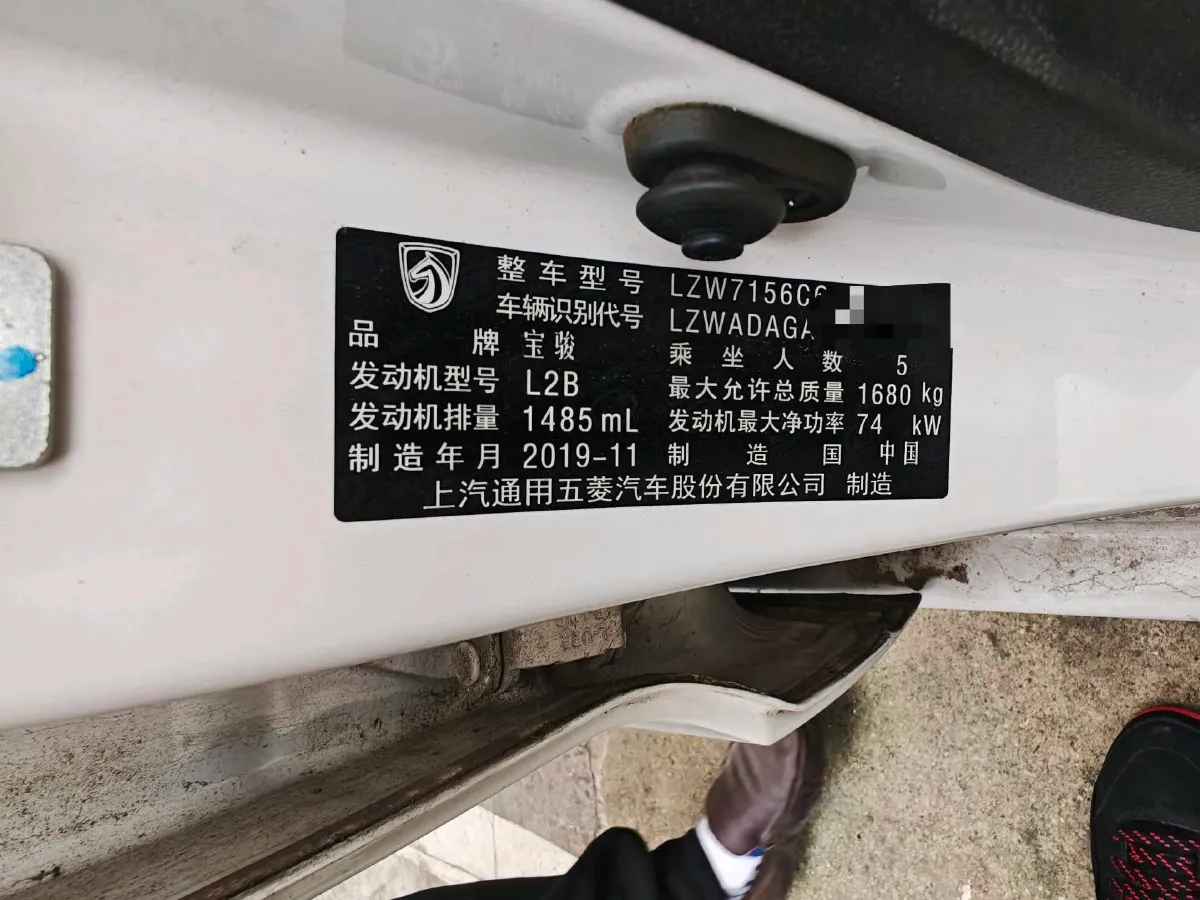 整车型号 LZW7156C
车辆识别代号 LZWADAGA
品牌 宝骏 乘坐人数 5
发动机型号 L2B 最大允许总质量 1680 kg
发动机排量 1485 mL 发动机最大净功率 74 kW
制造年月 2019-11 制造国 中国
上汽通用五菱汽车股份有限公司 制造